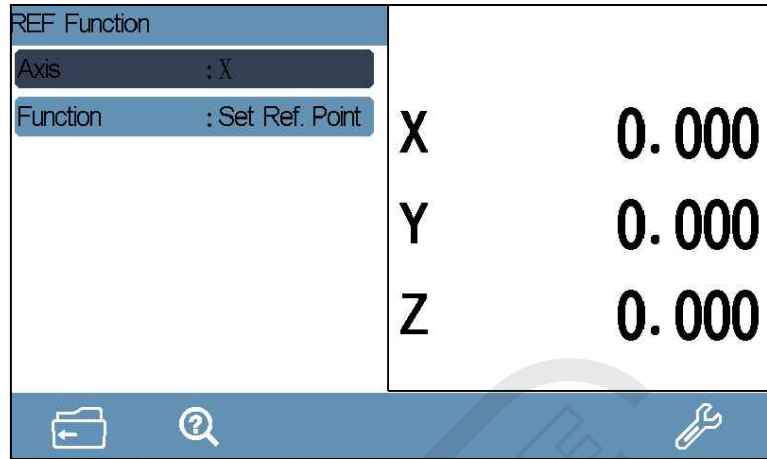 REF Function
Axis : X
Function : Set Ref. Point
X 0.000
Y 0.000
Z 0.000